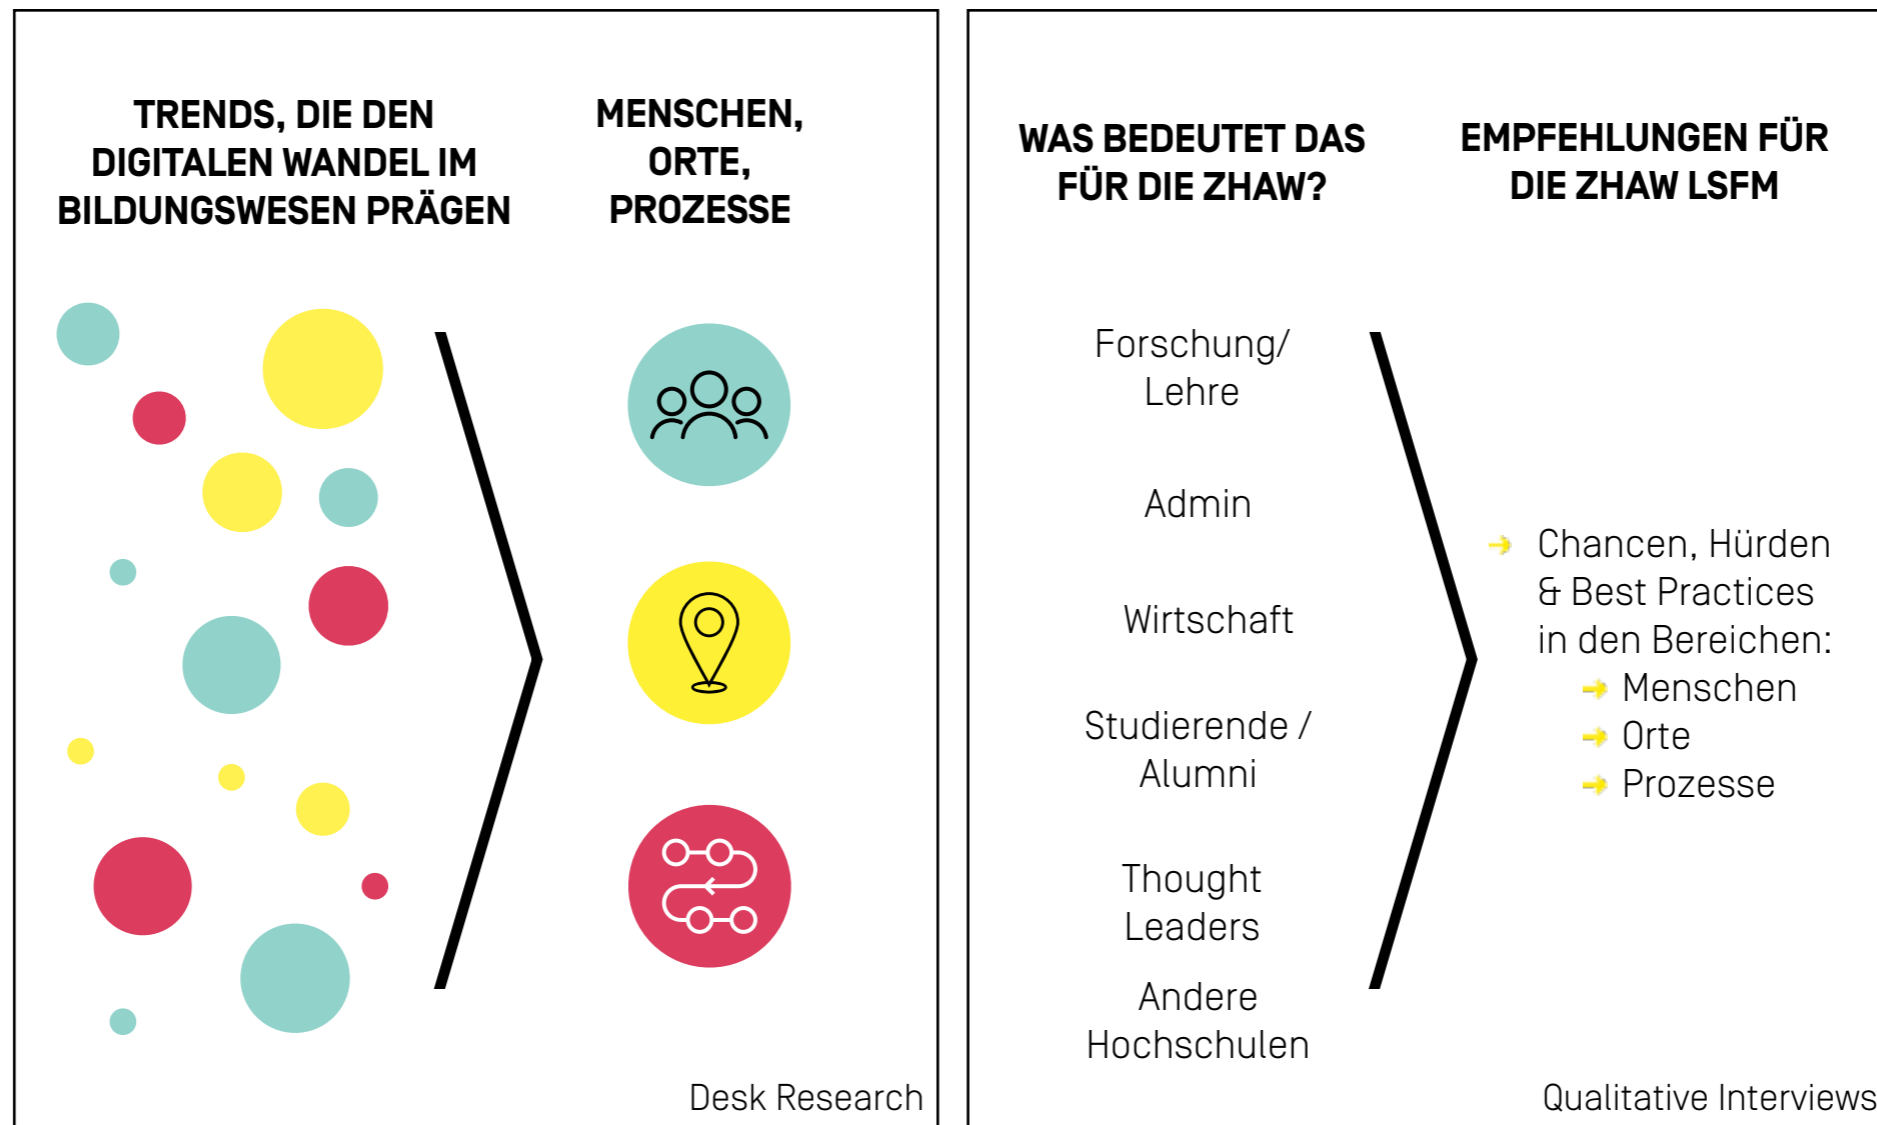 TRENDS, DIE DEN
DIGITALEN WANDEL IM
BILDUNGSWESEN PRÄGEN
MENSCHEN,
ORTE,
PROZESSE
Desk Research
WAS BEDEUTET DAS
FÜR DIE ZHAW?
Forschung/
Lehre
Admin
Wirtschaft
Studierende /
Alumni
Thought
Leaders
Andere
Hochschulen
EMPFEHLUNGEN FÜR
DIE ZHAW LSFM
Chancen, Hürden
& Best Practices
in den Bereichen:
Menschen
Orte
Prozesse
Qualitative Interviews